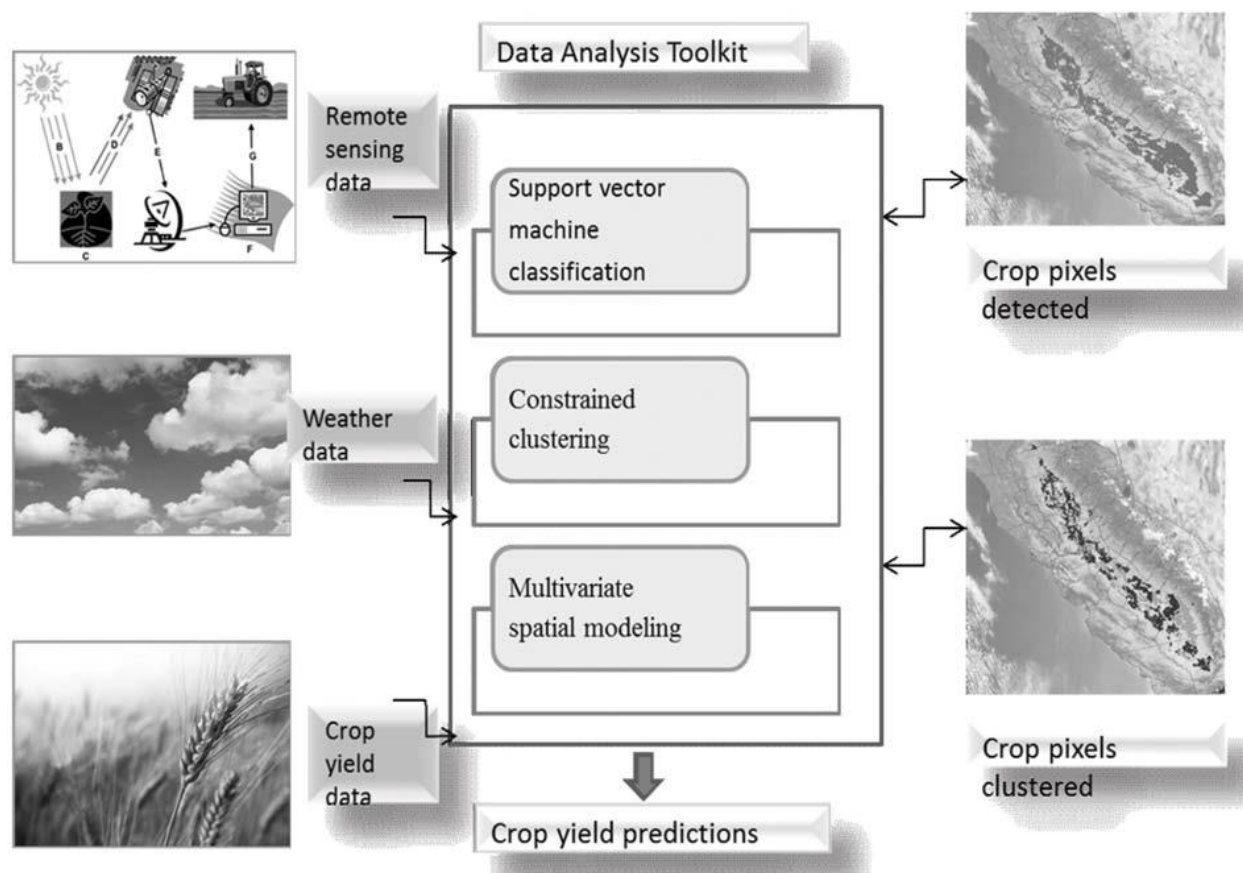 Data Analysis Toolkit
B
D
E
G
C
F
Remote
sensing
data
Support vector
machine
classification
Crop pixels
detected
Weather
data
Constrained
clustering
Multivariate
spatial modeling
Crop
yield
data
Crop pixels
clustered
Crop yield predictions